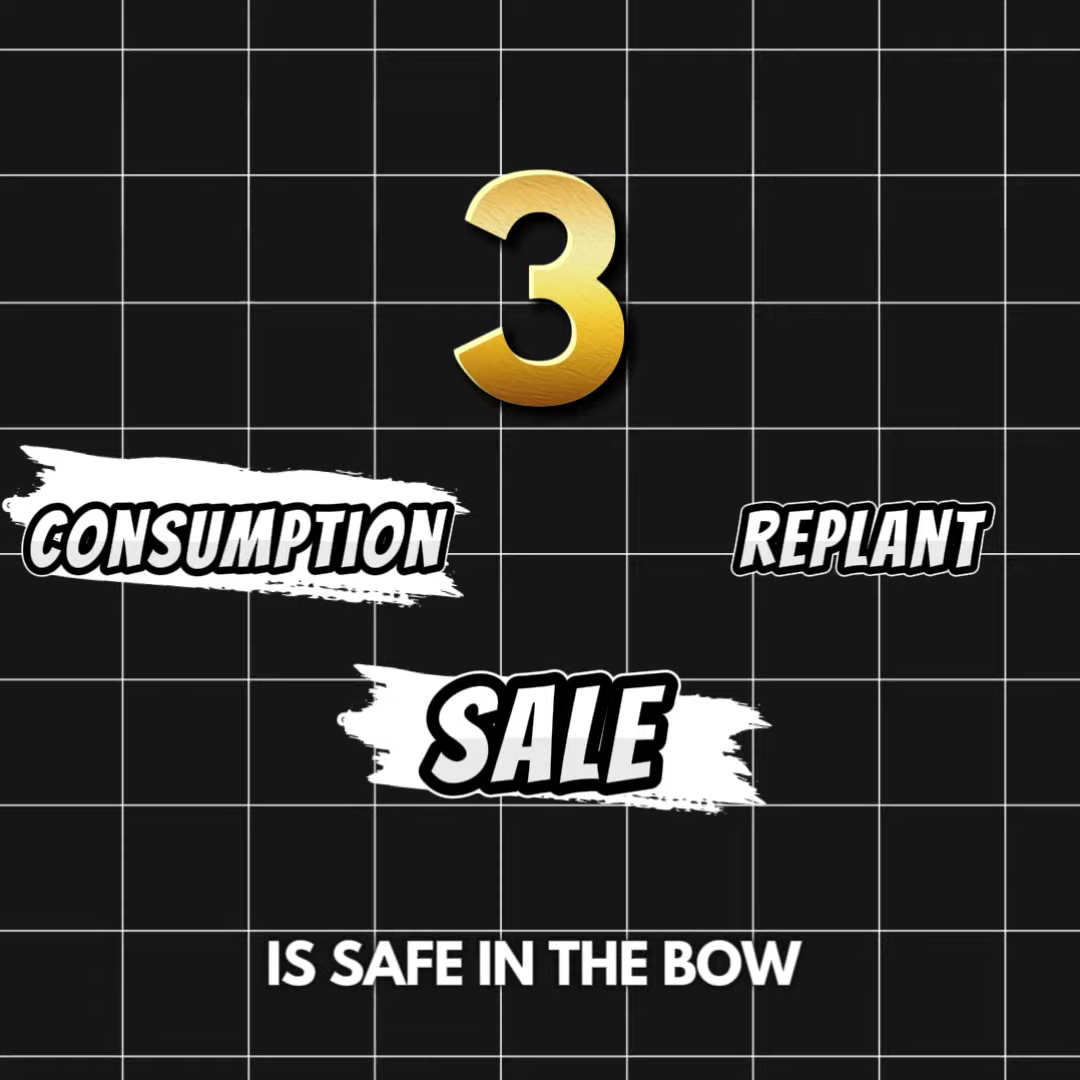 3
CONSUMPTION
REPLANT
SALE
IS SAFE IN THE BOW